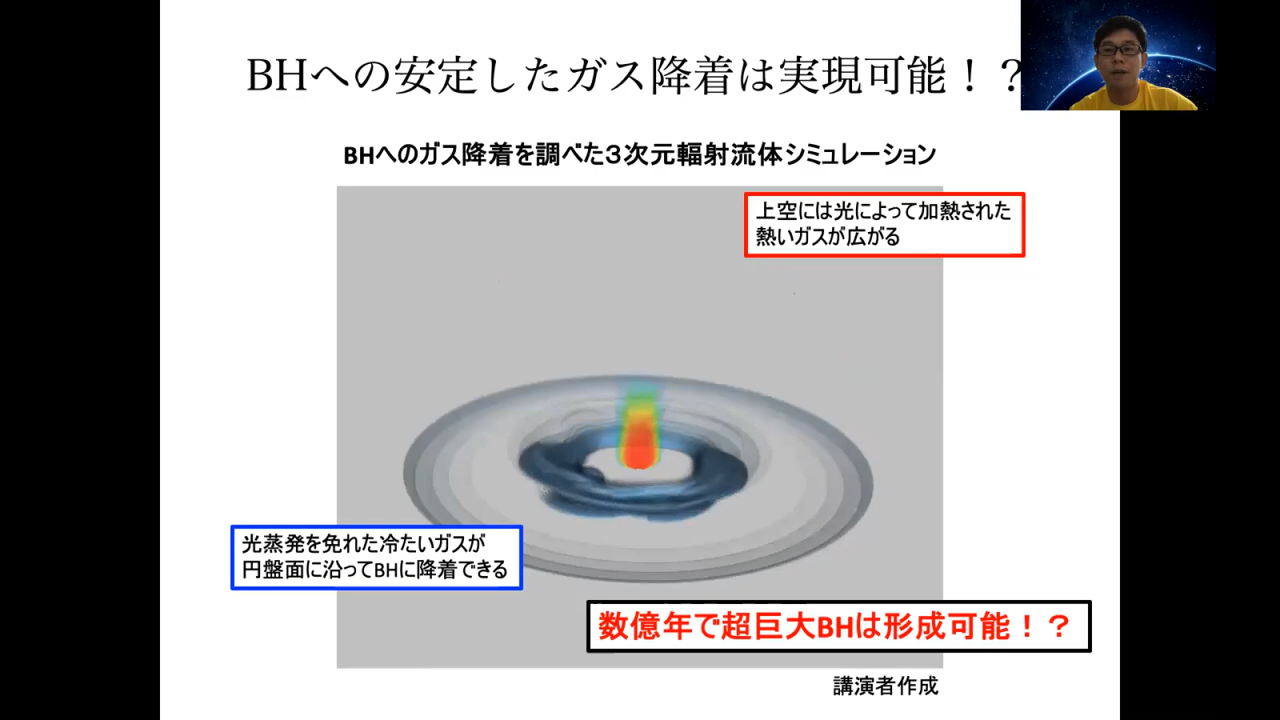 BHへの安定したガス降着は実現可能！？
BHへのガス降着を調べた３次元輻射流体シミュレーション
上空には光によって加熱された
熱いガスが広がる
光蒸発を免れた冷たいガスが
円盤面に沿ってBHに降着できる
数億年で超巨大BHは形成可能！？
講演者作成